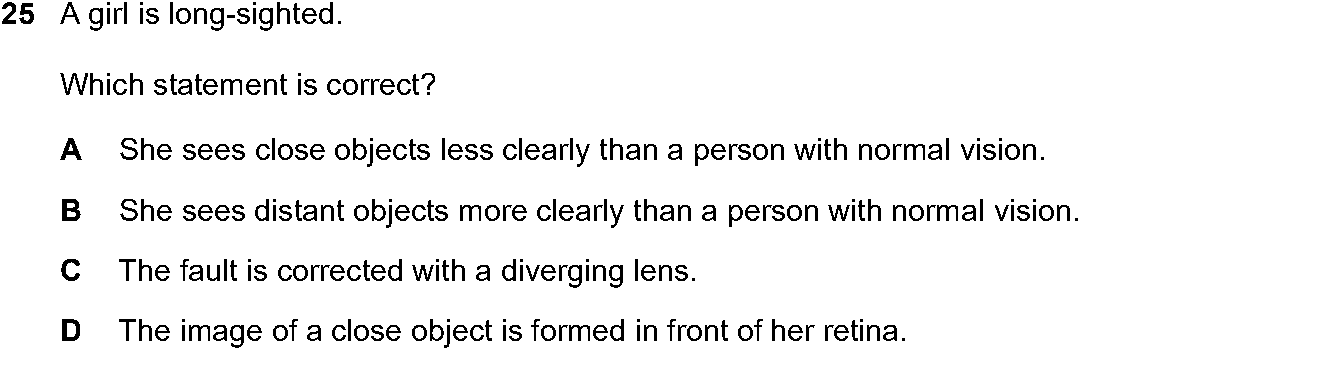 25 A girl is long-sighted.
Which statement is correct?
A She sees close objects less clearly than a person with normal vision.
B She sees distant objects more clearly than a person with normal vision.
C The fault is corrected with a diverging lens.
D The image of a close object is formed in front of her retina.